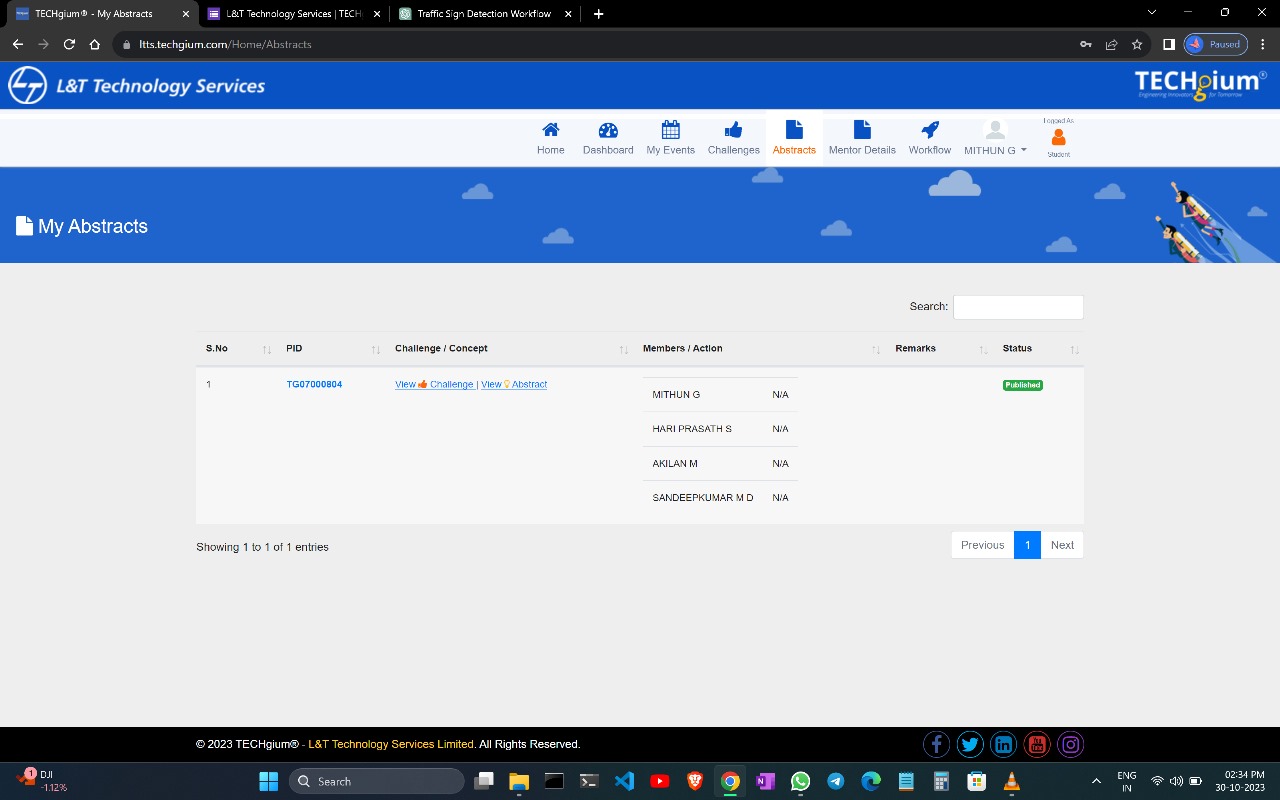 TECHgium® - My Abstracts
L&T Technology Services | TECH
Traffic Sign Detection Workflow
ltts.techgium.com/Home/Abstracts
Paused
L&T Technology Services
TECHgium®
Engineering Innovators for Tomorrow
Home
Dashboard
My Events
Challenges
Abstracts
Mentor Details
Workflow
MITHUN G
Logged As
Student
My Abstracts
Search:
S.No PID Challenge / Concept Members / Action Remarks Status
1 TG07000804 View Challenge | View Abstract Published
MITHUN G N/A
HARI PRASATH S N/A
AKILAN M N/A
SANDEEPKUMAR M D N/A
Showing 1 to 1 of 1 entries
Previous 1 Next
© 2023 TECHgium® - L&T Technology Services Limited. All Rights Reserved.
1
DJI
-1.12%
Search
ENG
IN
02:34 PM
30-10-2023